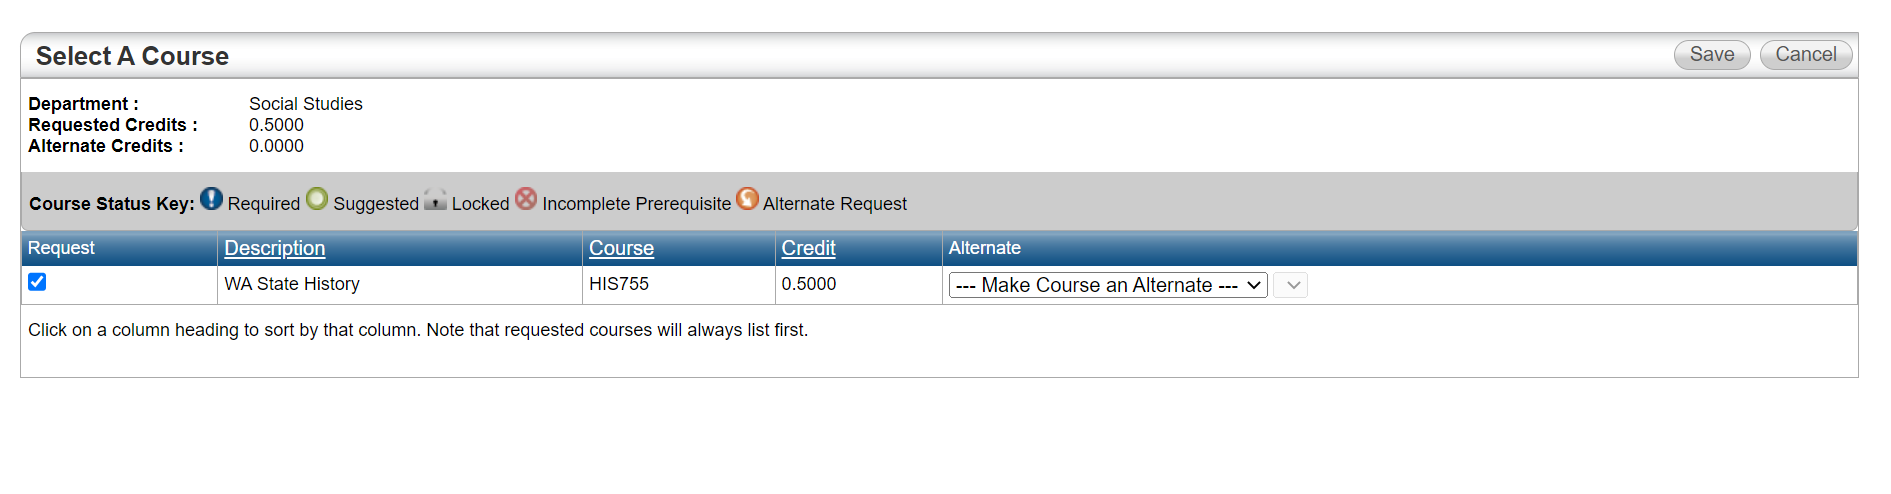 Select A Course Save Cancel
Department : Social Studies
Requested Credits : 0.5000
Alternate Credits : 0.0000
Course Status Key: Required Suggested Locked Incomplete Prerequisite Alternate Request
Request Description Course Credit Alternate
WA State History HIS755 0.5000 --- Make Course an Alternate ---
Click on a column heading to sort by that column. Note that requested courses will always list first.